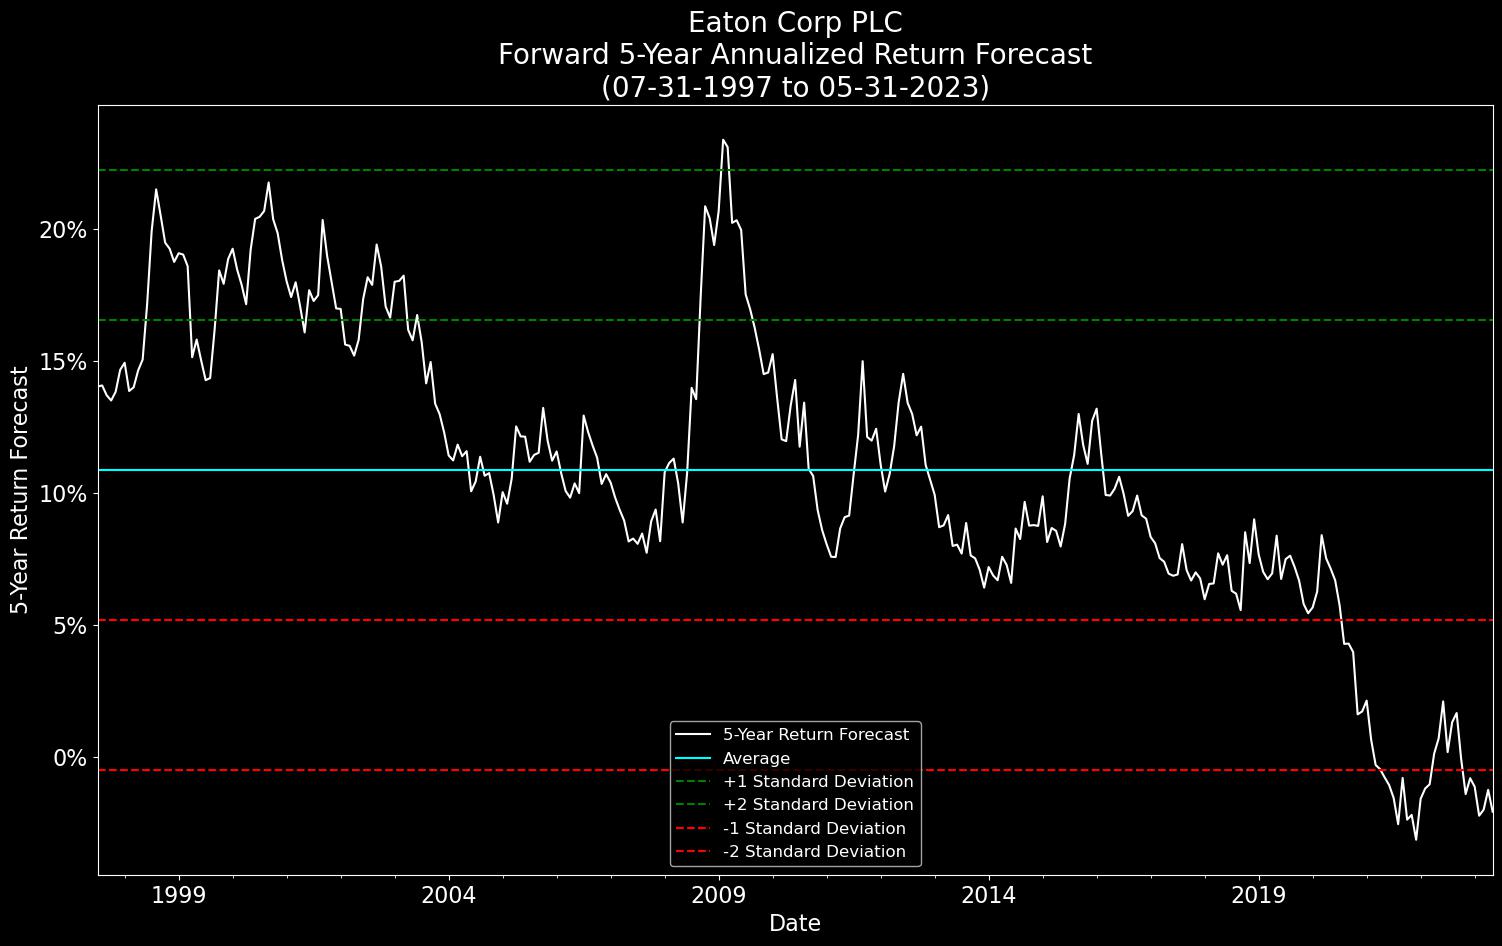 Eaton Corp PLC
Forward 5-Year Annualized Return Forecast
(07-31-1997 to 05-31-2023)
5-Year Return Forecast
20%
15%
10%
5%
0%
5-Year Return Forecast
Average
+1 Standard Deviation
+2 Standard Deviation
-1 Standard Deviation
-2 Standard Deviation
1999 2004 2009 2014 2019
Date